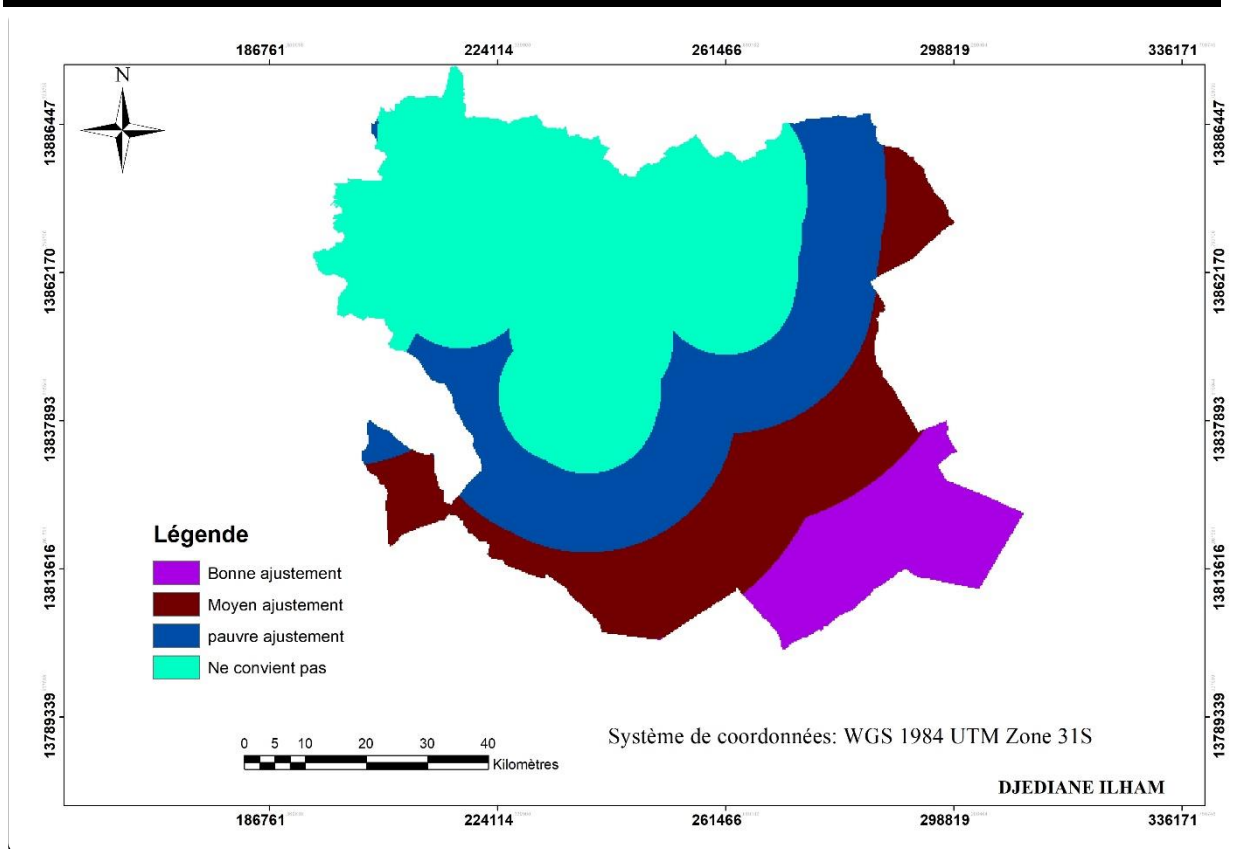 186761 224114 261466 298819 336171
N
13886447 13886447
13862170 13862170
13837893 13837893
13813616 13813616
13789339 13789339
Légende
Bonne ajustement
Moyen ajustement
pauvre ajustement
Ne convient pas
0 5 10 20 30 40
Kilomètres
Système de coordonnées: WGS 1984 UTM Zone 31S
DJEDIANE ILHAM
186761 224114 261466 298819 336171